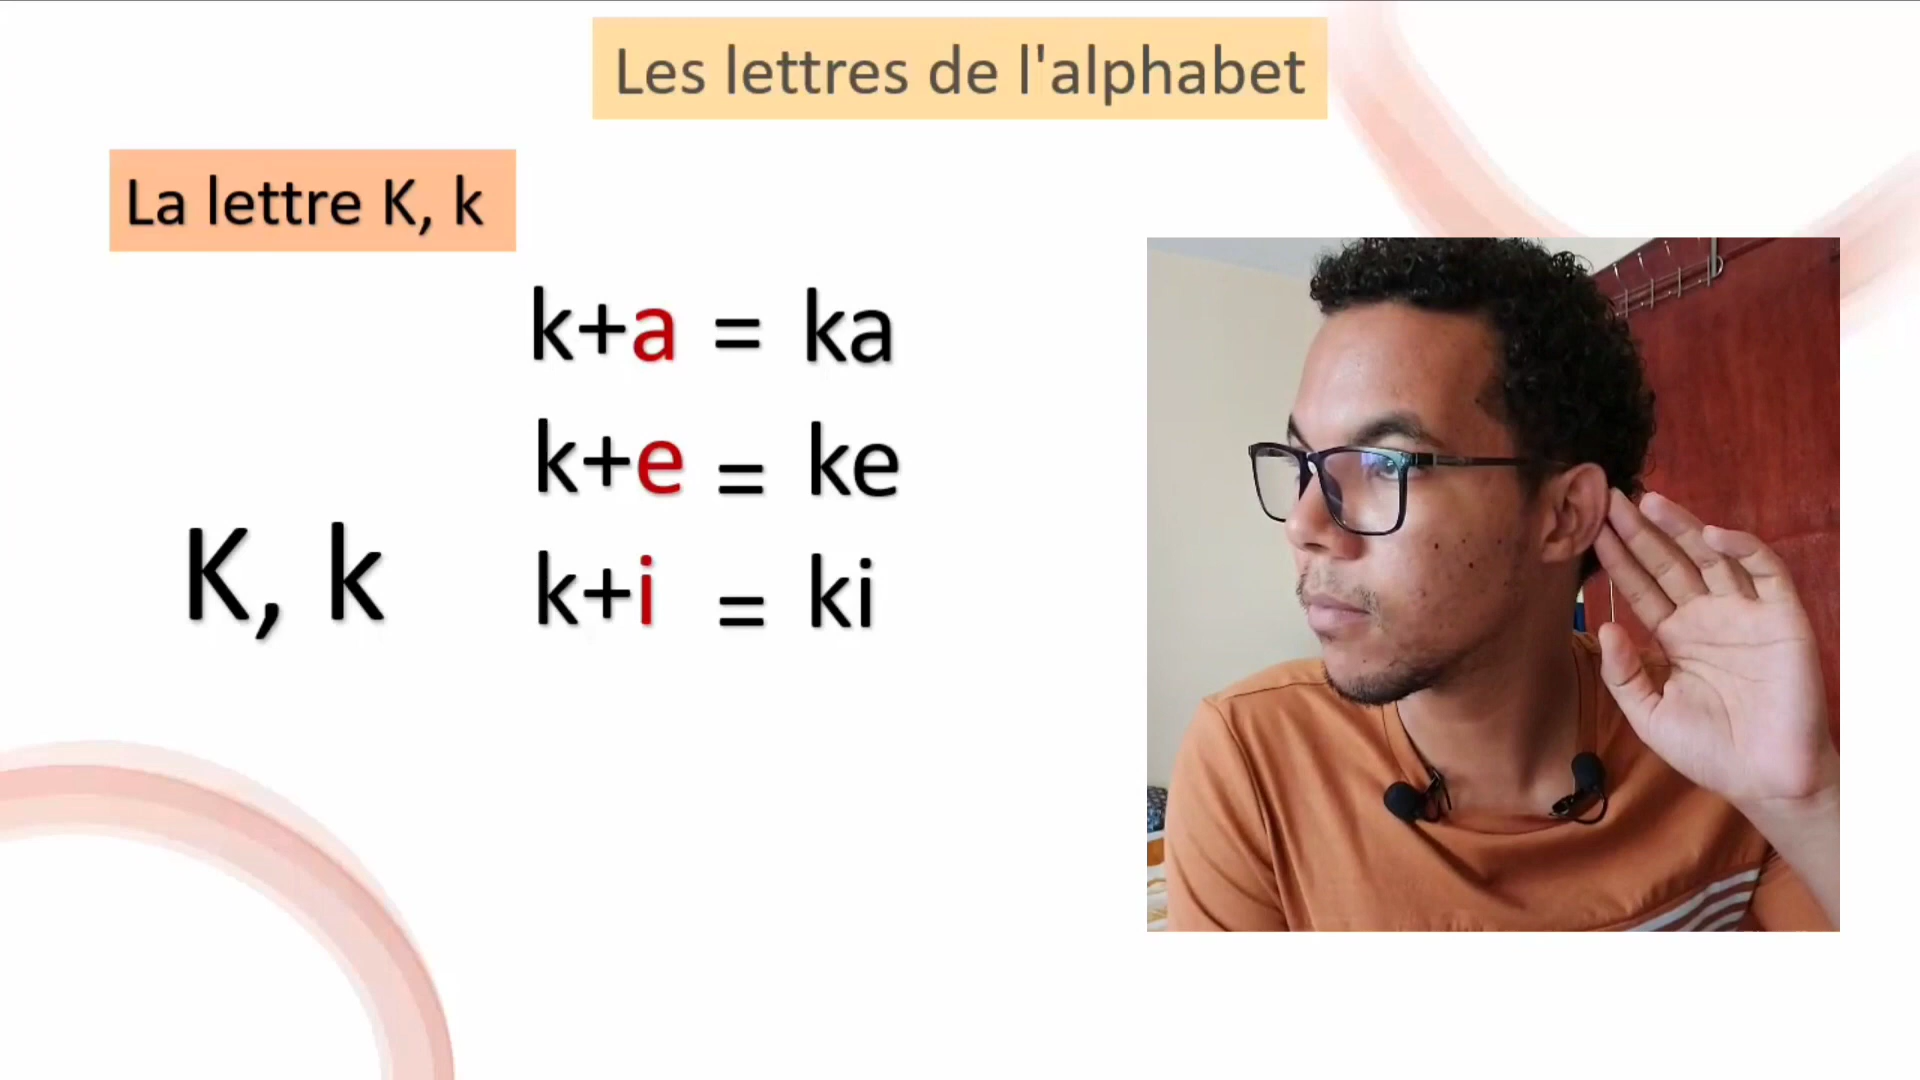 Les lettres de l'alphabet
La lettre K, k
k+a = ka
k+e = ke
k+i = ki
K, k